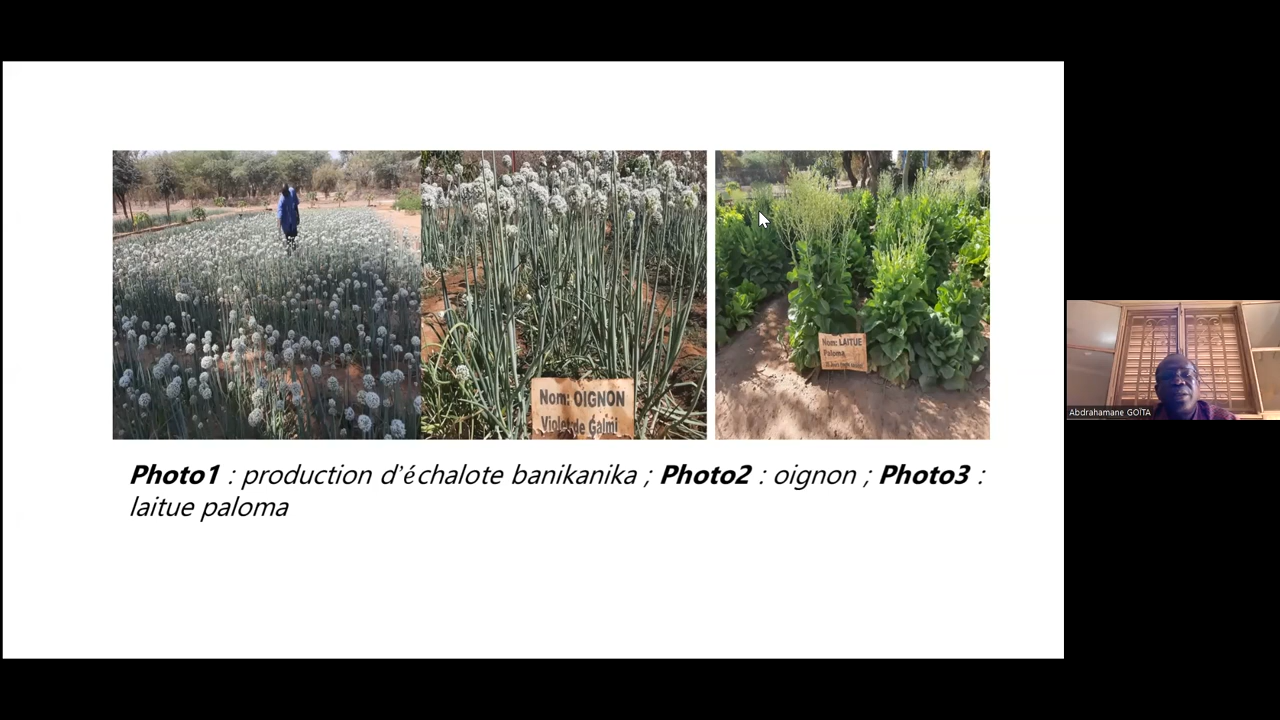 Nom: OIGNON
Violet de Galmi
Nom: LAITUE
Paloma
Photo1 : production d'échalote banikanika ; Photo2 : oignon ; Photo3 :
laitue paloma
Abdrahamane GOÏTA